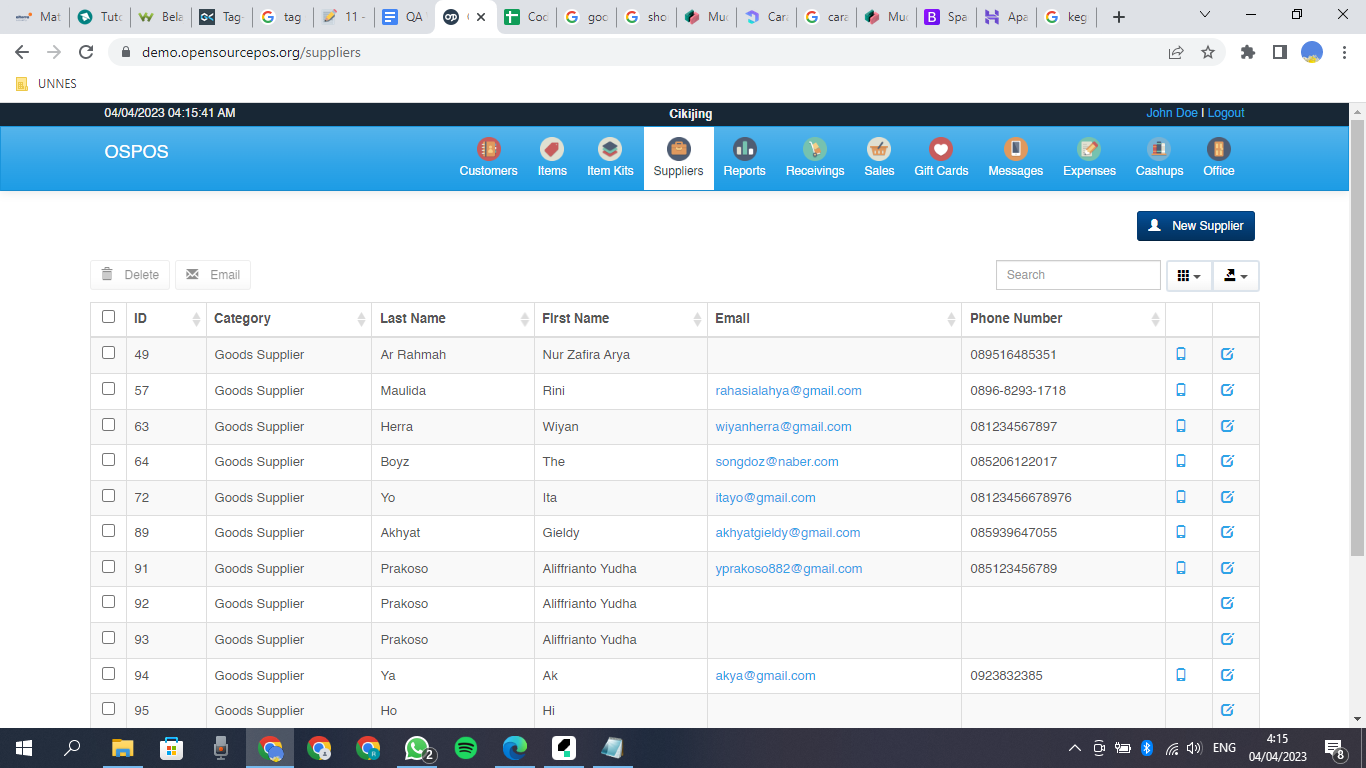 Mat
Tuto
Bela
Tag-
tag
11 -
QA
Cod
goo
sho
Muc
Cara
cara
Muc
Spa
Apa
keg
demo.opensourcepos.org/suppliers
UNNES
04/04/2023 04:15:41 AM
Cikijing
John Doe | Logout
OSPOS
Customers
Items
Item Kits
Suppliers
Reports
Receivings
Sales
Gift Cards
Messages
Expenses
Cashups
Office
New Supplier
Delete
Email
Search
ID Category Last Name First Name Email Phone Number
49 Goods Supplier Ar Rahmah Nur Zafira Arya 089516485351
57 Goods Supplier Maulida Rini rahasialahya@gmail.com 0896-8293-1718
63 Goods Supplier Herra Wiyan wiyanherra@gmail.com 081234567897
64 Goods Supplier Boyz The songdoz@naber.com 085206122017
72 Goods Supplier Yo Ita itayo@gmail.com 08123456678976
89 Goods Supplier Akhyat Gieldy akhyatgieldy@gmail.com 085939647055
91 Goods Supplier Prakoso Aliffrianto Yudha yprakoso882@gmail.com 085123456789
92 Goods Supplier Prakoso Aliffrianto Yudha
93 Goods Supplier Prakoso Aliffrianto Yudha
94 Goods Supplier Ya Ak akya@gmail.com 0923832385
95 Goods Supplier Ho Hi
2
ENG
4:15
04/04/2023
8